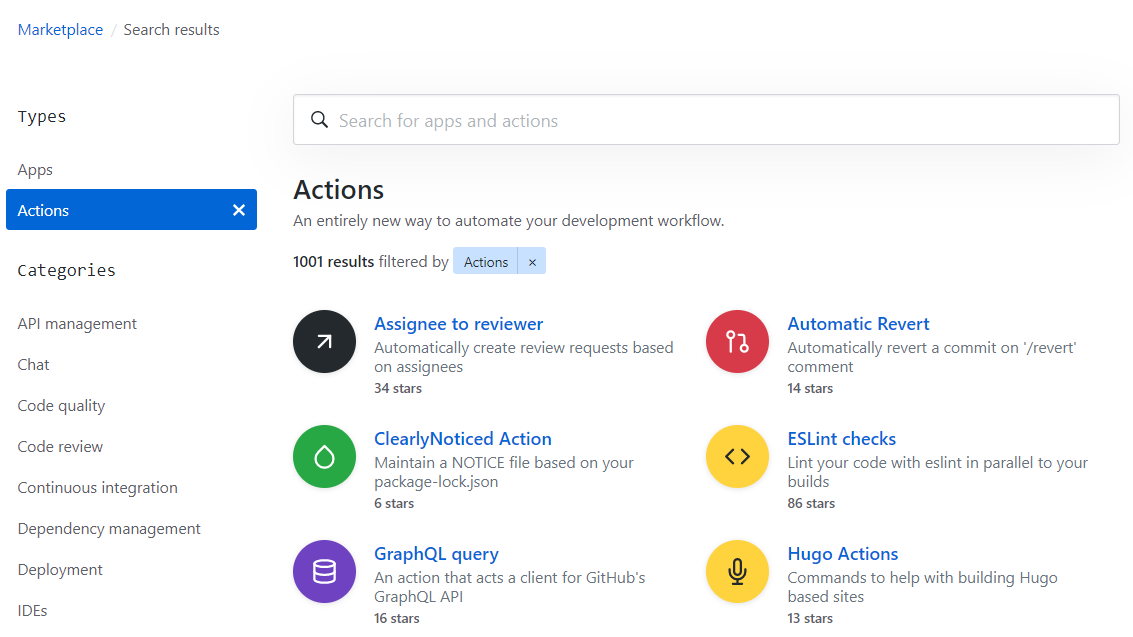 Marketplace / Search results
Types
Apps
Actions
Categories
API management
Chat
Code quality
Code review
Continuous integration
Dependency management
Deployment
IDEs
Search for apps and actions
Actions
An entirely new way to automate your development workflow.
1001 results filtered by Actions ×
Assignee to reviewer
Automatically create review requests based
on assignees
34 stars
Automatic Revert
Automatically revert a commit on '/revert'
comment
14 stars
ClearlyNoticed Action
Maintain a NOTICE file based on your
package-lock.json
6 stars
ESLint checks
Lint your code with eslint in parallel to your
builds
86 stars
GraphQL query
An action that acts a client for GitHub's
GraphQL API
16 stars
Hugo Actions
Commands to help with building Hugo
based sites
13 stars